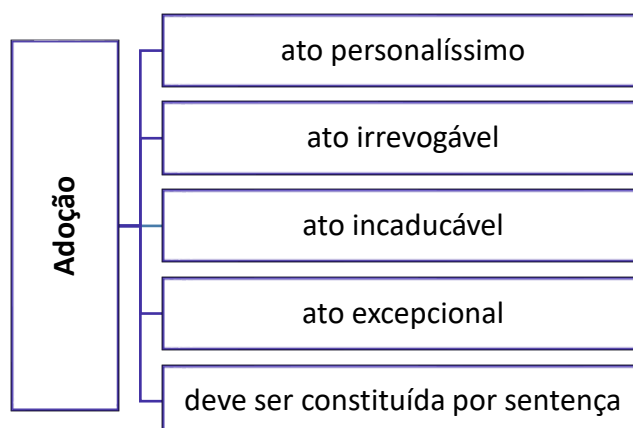 Adoção
ato personalíssimo
ato irrevogável
ato incaducável
ato excepcional
deve ser constituída por sentença